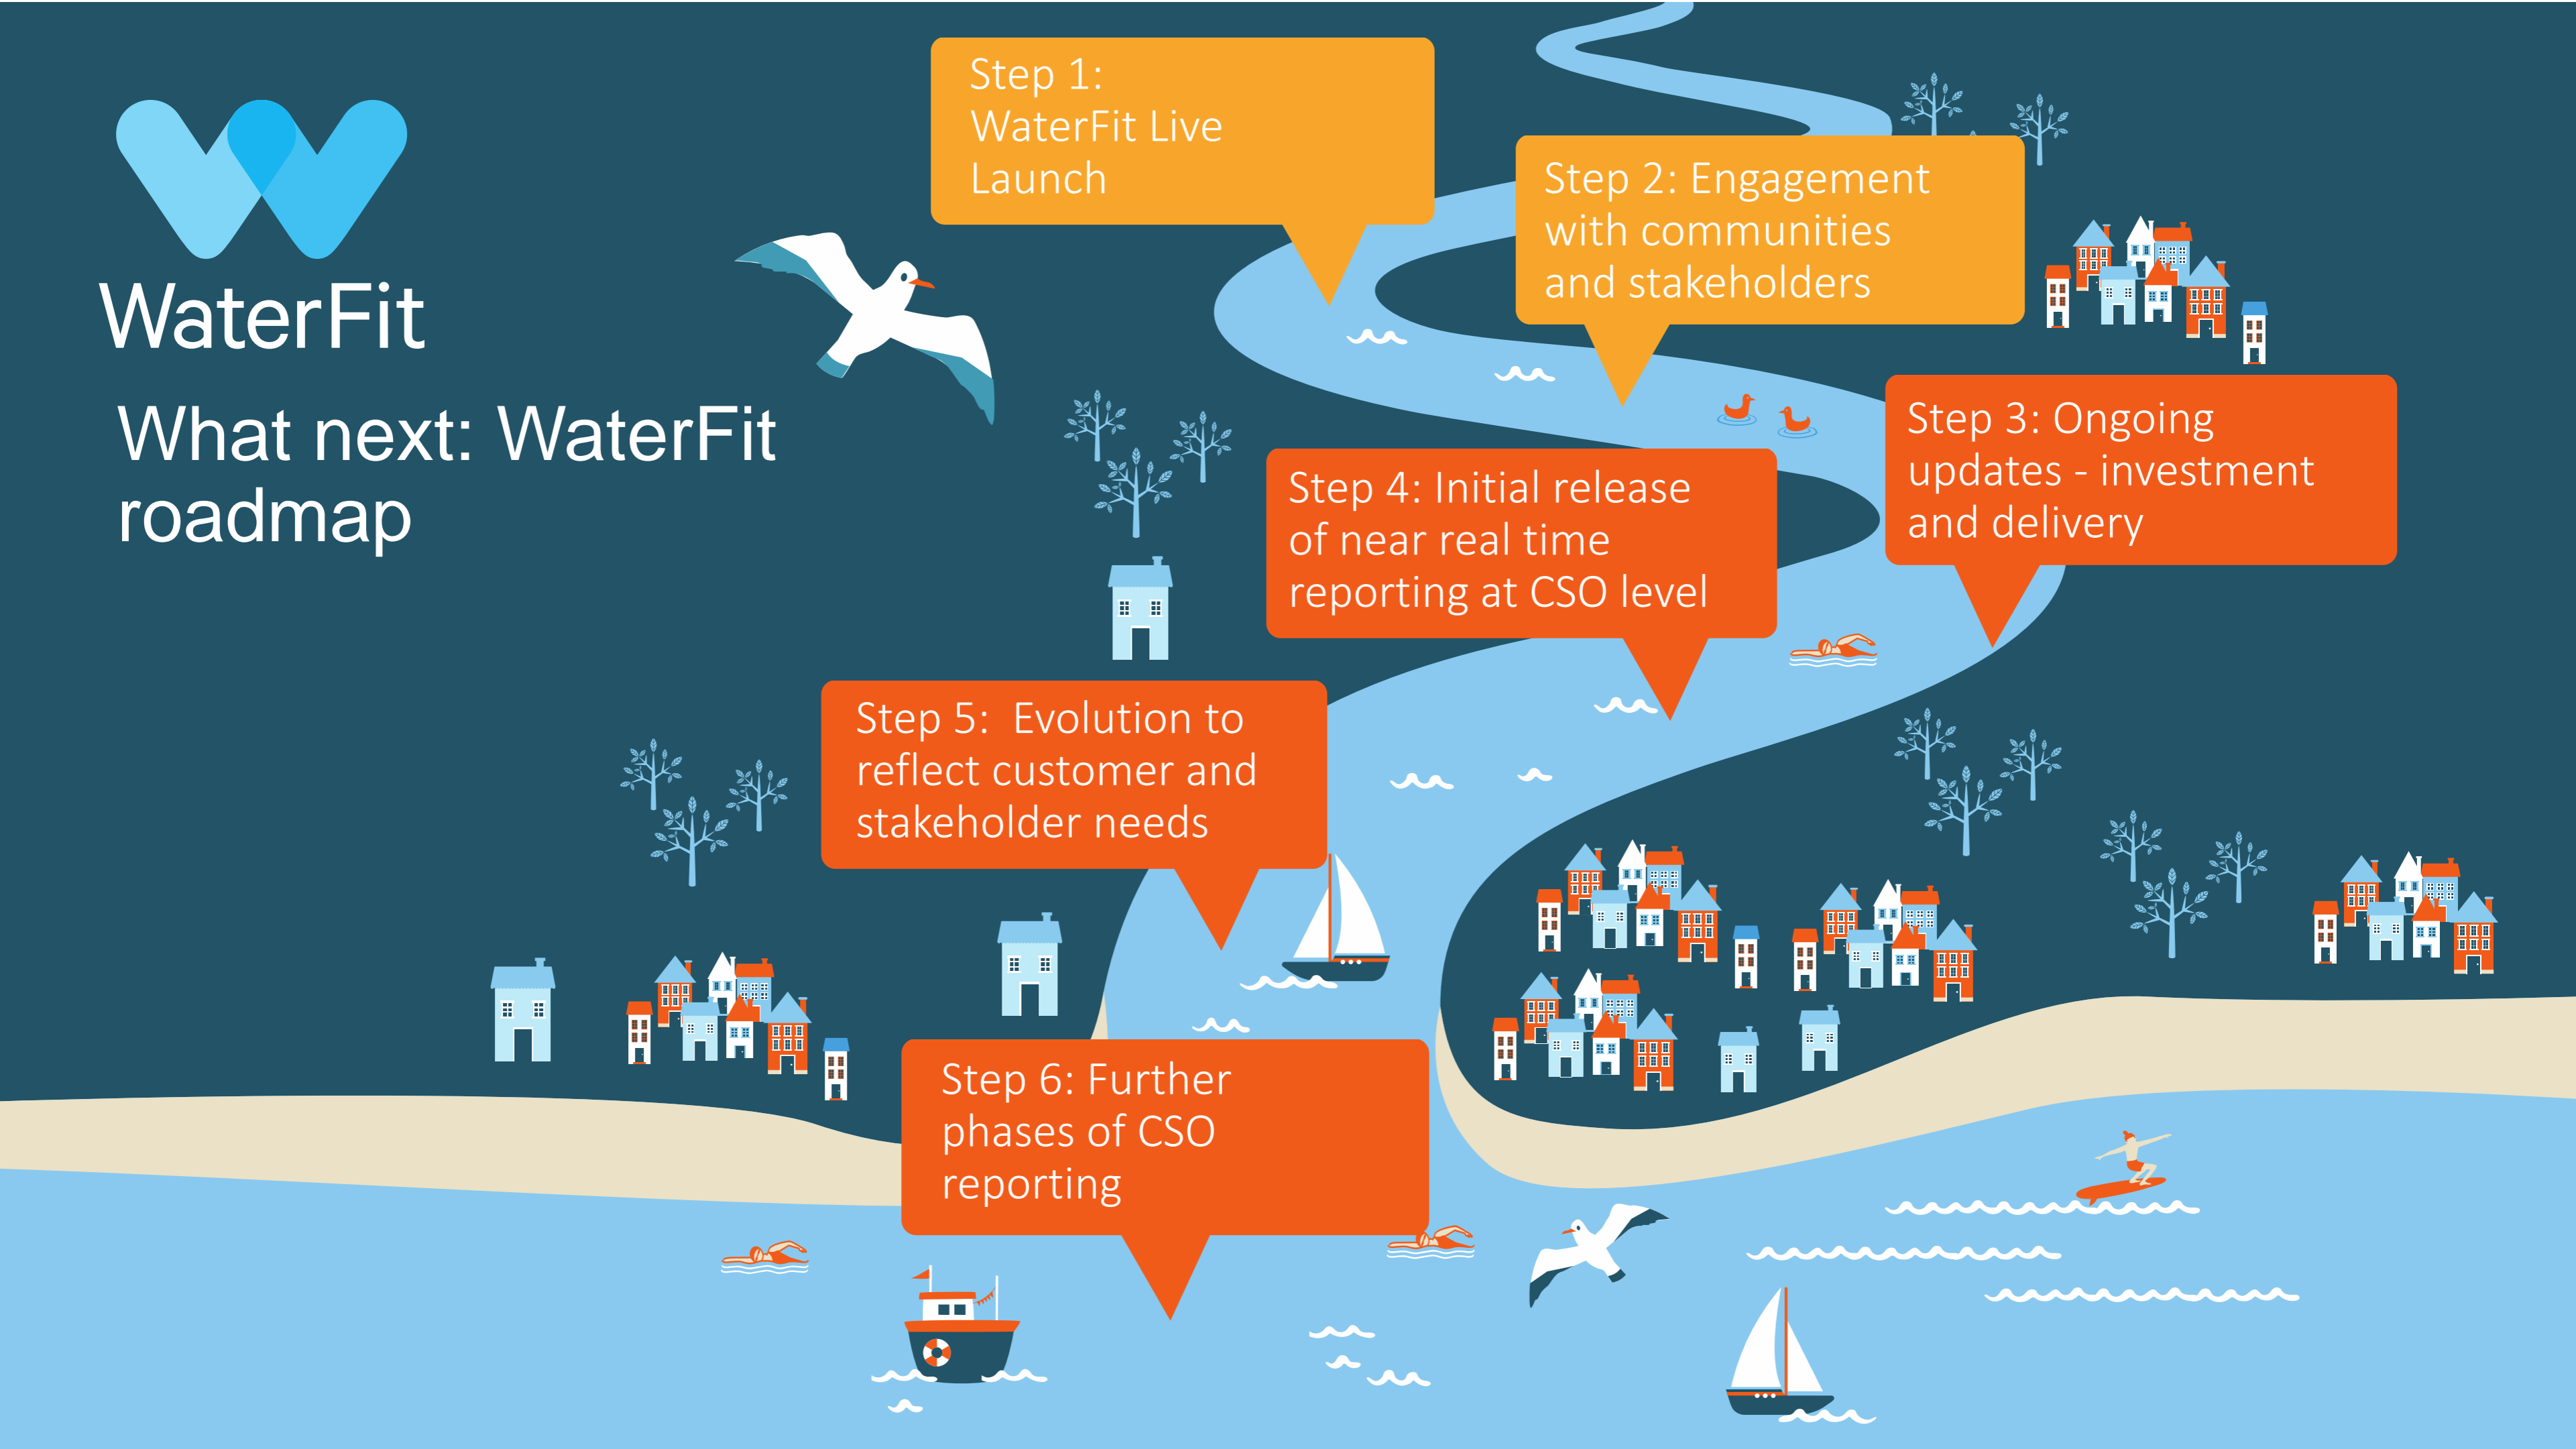 WaterFit
What next: WaterFit
roadmap
Step 1:
WaterFit Live
Launch
Step 2: Engagement
with communities
and stakeholders
Step 3: Ongoing
updates - investment
and delivery
Step 4: Initial release
of near real time
reporting at CSO level
Step 5:  Evolution to
reflect customer and
stakeholder needs
Step 6: Further
phases of CSO
reporting